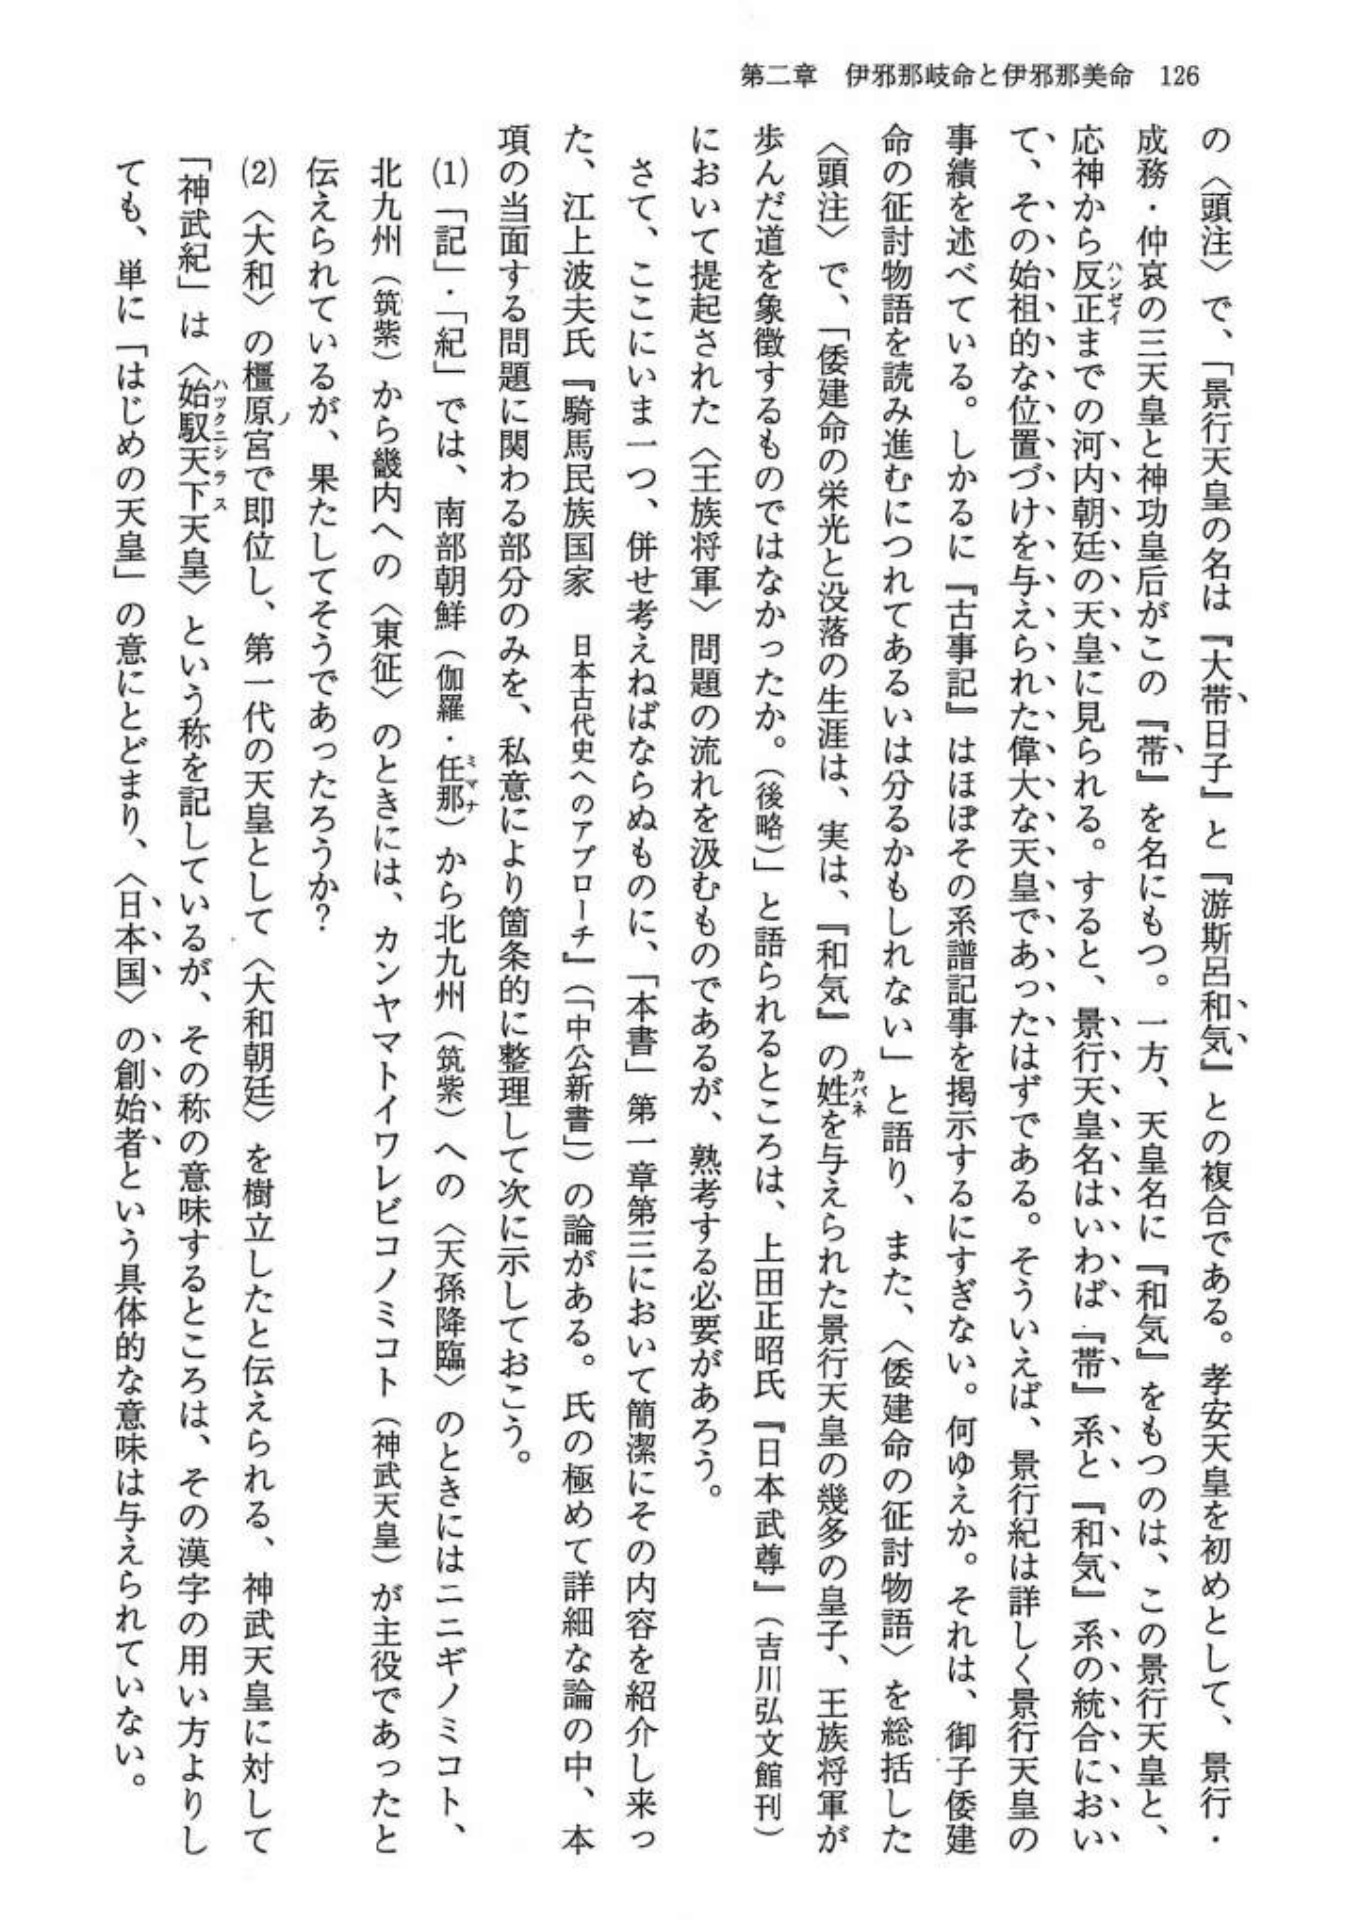 第二章　伊邪那岐命と伊邪那美命　126
の〈頭注〉で、「景行天皇の名は『大帯日子』と『游斯呂和気』との複合である。孝安天皇を初めとして、景行・
成務・仲哀の三天皇と神功皇后がこの『帯』を名にもつ。一方、天皇名に『和気』をもつのは、この景行天皇と、
応神から反正までの河内朝廷の天皇に見られる。すると、景行天皇名はいわば『帯』系と『和気』系の統合におい
て、その始祖的な位置づけを与えられた偉大な天皇であったはずである。そういえば、景行紀は詳しく景行天皇の
事績を述べている。しかるに『古事記』はほぼその系譜記事を掲示するにすぎない。何ゆえか。それは、御子倭建
命の征討物語を読み進むにつれてあるいは分るかもしれない」と語り、また、〈倭建命の征討物語〉を総括した
〈頭注〉で、「倭建命の栄光と没落の生涯は、実は、『和気』の姓を与えられた景行天皇の幾多の皇子、王族将軍が
歩んだ道を象徴するものではなかったか。（後略）」と語られるところは、上田正昭氏『日本武尊』（吉川弘文館刊）
において提起された〈王族将軍〉問題の流れを汲むものであるが、熟考する必要があろう。
さて、ここにいま一つ、併せ考えねばならぬものに、「本書」第一章第三において簡潔にその内容を紹介し来っ
た、江上波夫氏『騎馬民族国家　日本古代史へのアプローチ』（「中公新書」）の論がある。氏の極めて詳細な論の中、本
項の当面する問題に関わる部分のみを、私意により箇条的に整理して次に示しておこう。
(1)「記」・「紀」では、南部朝鮮（伽羅・任那）から北九州（筑紫）への〈天孫降臨〉のときにはニニギノミコト、
北九州（筑紫）から畿内への〈東征〉のときには、カンヤマトイワレビコノミコト（神武天皇）が主役であったと
伝えられているが、果たしてそうであったろうか?
(2)〈大和〉の橿原宮で即位し、第一代の天皇として〈大和朝廷〉を樹立したと伝えられる、神武天皇に対して
「神武紀」は〈始馭天下天皇〉という称を記しているが、その称の意味するところは、その漢字の用い方よりし
ても、単に「はじめの天皇」の意にとどまり、〈日本国〉の創始者という具体的な意味は与えられていない。